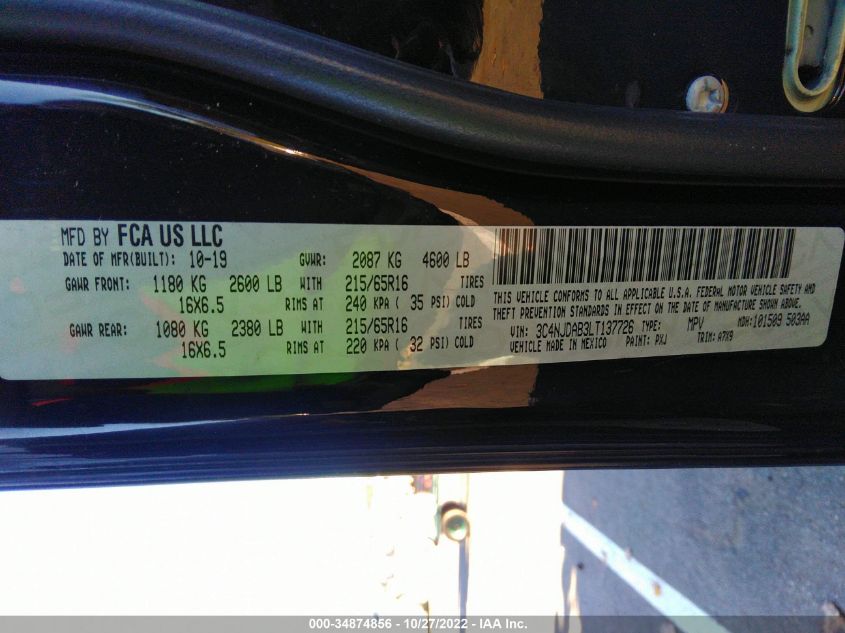 MFD BY FCA US LLC
DATE OF MFR(BUILT): 10-19 GVWR: 2087 KG 4600 LB
GAWR FRONT: 1180 KG 2600 LB WITH 215/65R16 TIRES
16X6.5 RIMS AT 240 KPA ( 35 PSI) COLD
GAWR REAR: 1080 KG 2380 LB WITH 215/65R16 TIRES
16X6.5 RIMS AT 220 KPA ( 32 PSI) COLD
THIS VEHICLE CONFORMS TO ALL APPLICABLE U.S.A. FEDERAL MOTOR VEHICLE SAFETY AND
THEFT PREVENTION STANDARDS IN EFFECT ON THE DATE OF MANUFACTURE SHOWN ABOVE.
VIN: 3C4NJDAB3LT137726 TYPE: MPV MDH:101509 503AA
VEHICLE MADE IN MEXICO PAINT: PXJ TRIM: A7X9
000-34874856 - 10/27/2022 - IAA Inc.